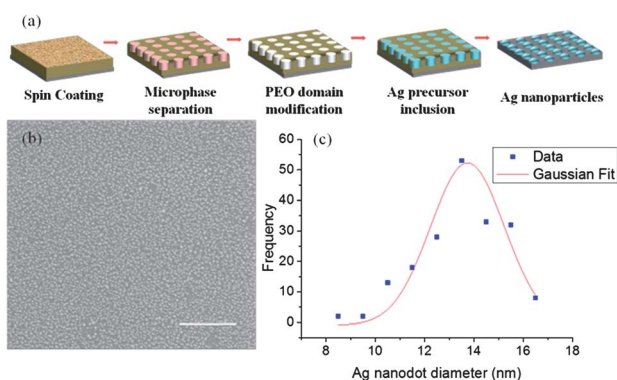 (a)
Spin Coating
Microphase
separation
PEO domain
modification
Ag precursor
inclusion
Ag nanoparticles
(b)
(c)
Data
Gaussian Fit
Frequency
60
50
40
30
20
10
0
8
10
12
14
16
18
Ag nanodot diameter (nm)